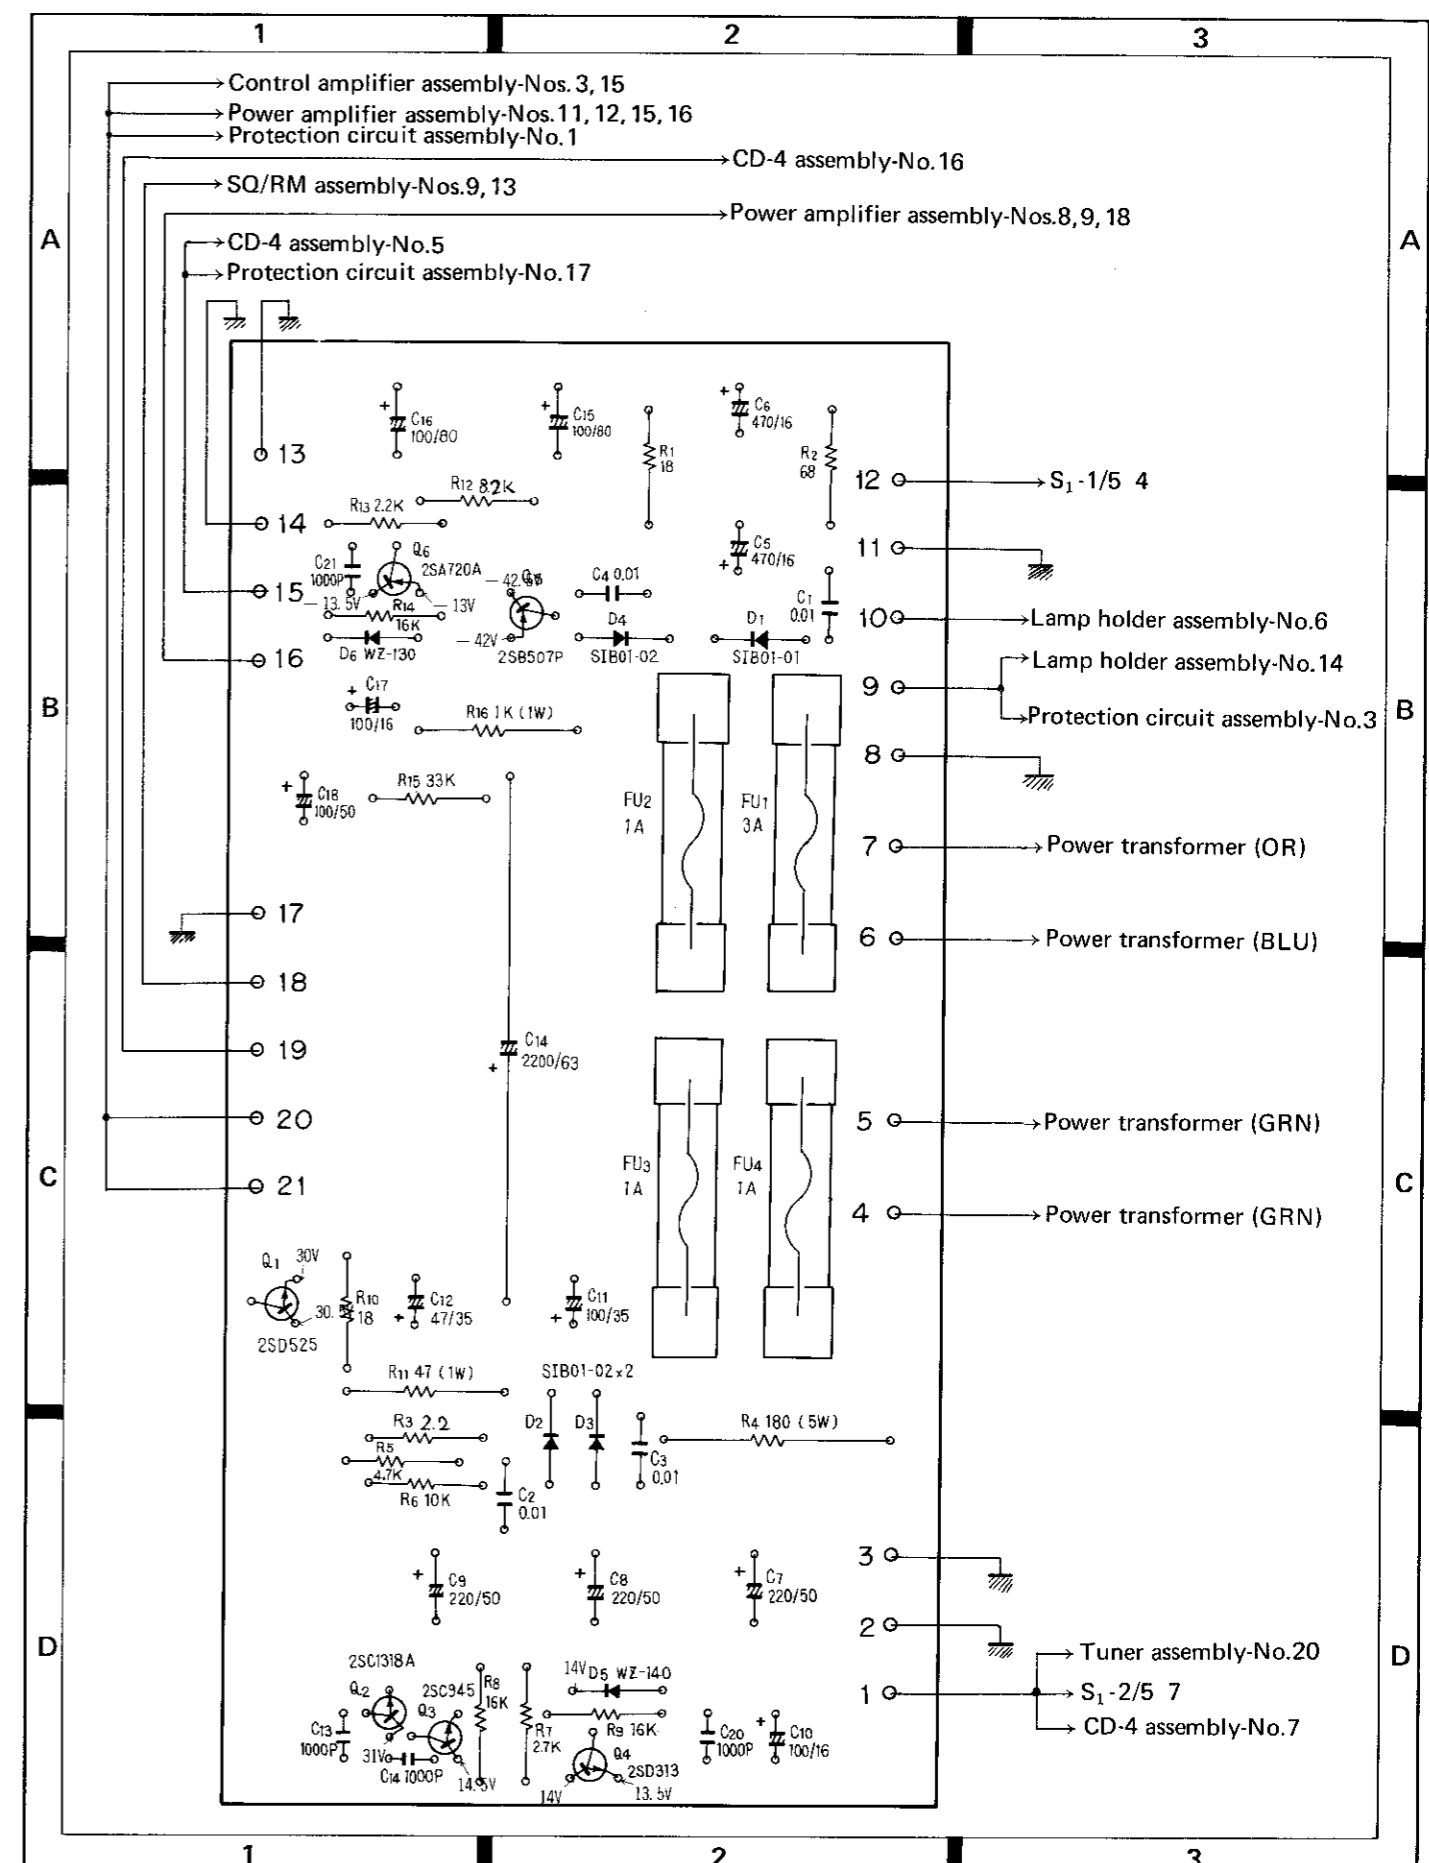 1 2 3
Control amplifier assembly-Nos. 3, 15
Power amplifier assembly-Nos. 11, 12, 15, 16
Protection circuit assembly-No. 1
CD-4 assembly-No. 16
SQ/RM assembly-Nos. 9, 13
Power amplifier assembly-Nos. 8, 9, 18
A A
CD-4 assembly-No. 5
Protection circuit assembly-No. 17
C16
100/80
C15
100/80
C6
470/16
13
R1
18
R2
68
12 S1-1/5 4
R12 8.2K
R13 2.2K
14
C21
1000P
Q6
2SA720A
C5
470/16
11
-42.5V
C4 0.01
15
-13.5V
-13V
R14
16K
C1
0.01
10 Lamp holder assembly-No. 6
D4
D1
-42V
16
D6 WZ-130
2SB507P
SIB01-02
SIB01-01
Lamp holder assembly-No. 14
9
B B
C17
100/16
R16 1K (1W)
Protection circuit assembly-No. 3
8
C18
100/50
R15 33K
FU2
1A
FU1
3A
7 Power transformer (OR)
17
6 Power transformer (BLU)
18
19
C14
2200/63
20
5 Power transformer (GRN)
C C
21
FU3
1A
FU4
1A
4 Power transformer (GRN)
Q1
30V
30.
2SD525
R10
18
C12
47/35
C11
100/35
R11 47 (1W)
SIB01-02x2
R3 2.2
D2
D3
R4 180 (5W)
R5
4.7K
C3
0.01
R6 10K
C2
0.01
3
C9
220/50
C8
220/50
C7
220/50
2
D D
Tuner assembly-No. 20
2SC1318A
2SC945
R8
16K
14V
D5 WZ-140
1 S1-2/5 7
Q2
Q3
C13
1000P
R7
2.7K
R9 16K
C20
1000P
C10
100/16
CD-4 assembly-No. 7
31V
C14 1000P
14.5V
Q4
2SD313
14V
13.5V
1 2 3